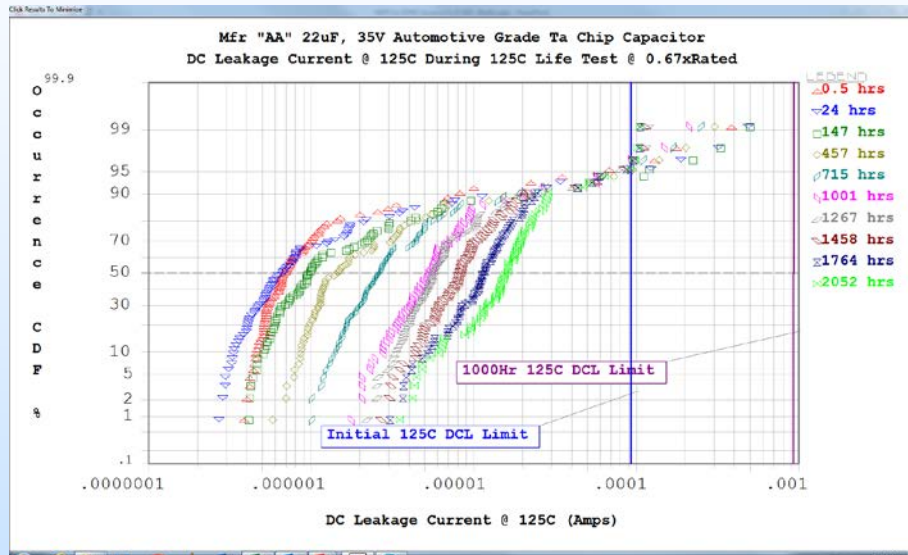 Click Results To Minimize
Mfr "AA" 22uF, 35V Automotive Grade Ta Chip Capacitor
DC Leakage Current @ 125C During 125C Life Test @ 0.67xRated
Occurrence CDF %
99.9
99
95
90
70
50
30
10
5
2
1
.1
LEGEND
0.5 hrs
24 hrs
147 hrs
457 hrs
715 hrs
1001 hrs
1267 hrs
1458 hrs
1764 hrs
2052 hrs
1000Hr 125C DCL Limit
Initial 125C DCL Limit
.0000001 .000001 .00001 .0001 .001
DC Leakage Current @ 125C (Amps)